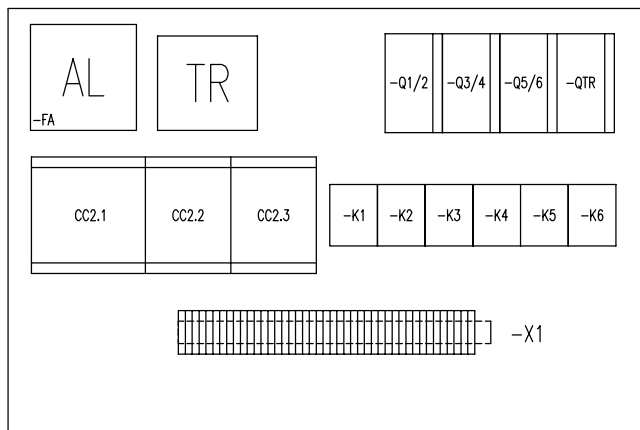 AL
-FA
TR
-Q1/2
-Q3/4
-Q5/6
-QTR
CC2.1
CC2.2
CC2.3
-K1
-K2
-K3
-K4
-K5
-K6
-X1